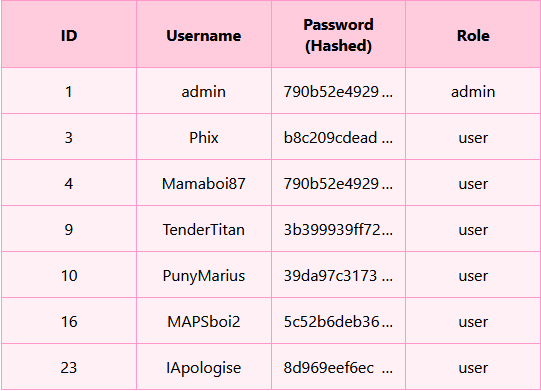 ID Username Password (Hashed) Role
1 admin 790b52e4929... admin
3 Phix b8c209cdead ... user
4 Mamaboi87 790b52e4929... user
9 TenderTitan 3b399939ff72... user
10 PunyMarius 39da97c3173 ... user
16 MAPSboi2 5c52b6deb36... user
23 IApologise 8d969eef6ec ... user